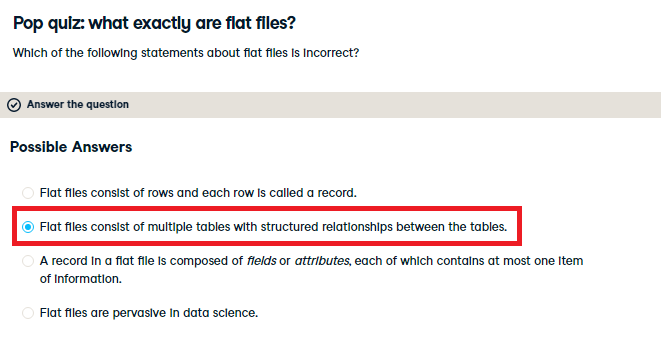 Pop quiz: what exactly are flat files?
Which of the following statements about flat files is incorrect?
Answer the question
Possible Answers
Flat files consist of rows and each row is called a record.
Flat files consist of multiple tables with structured relationships between the tables.
A record in a flat file is composed of fields or attributes, each of which contains at most one item
of information.
Flat files are pervasive in data science.